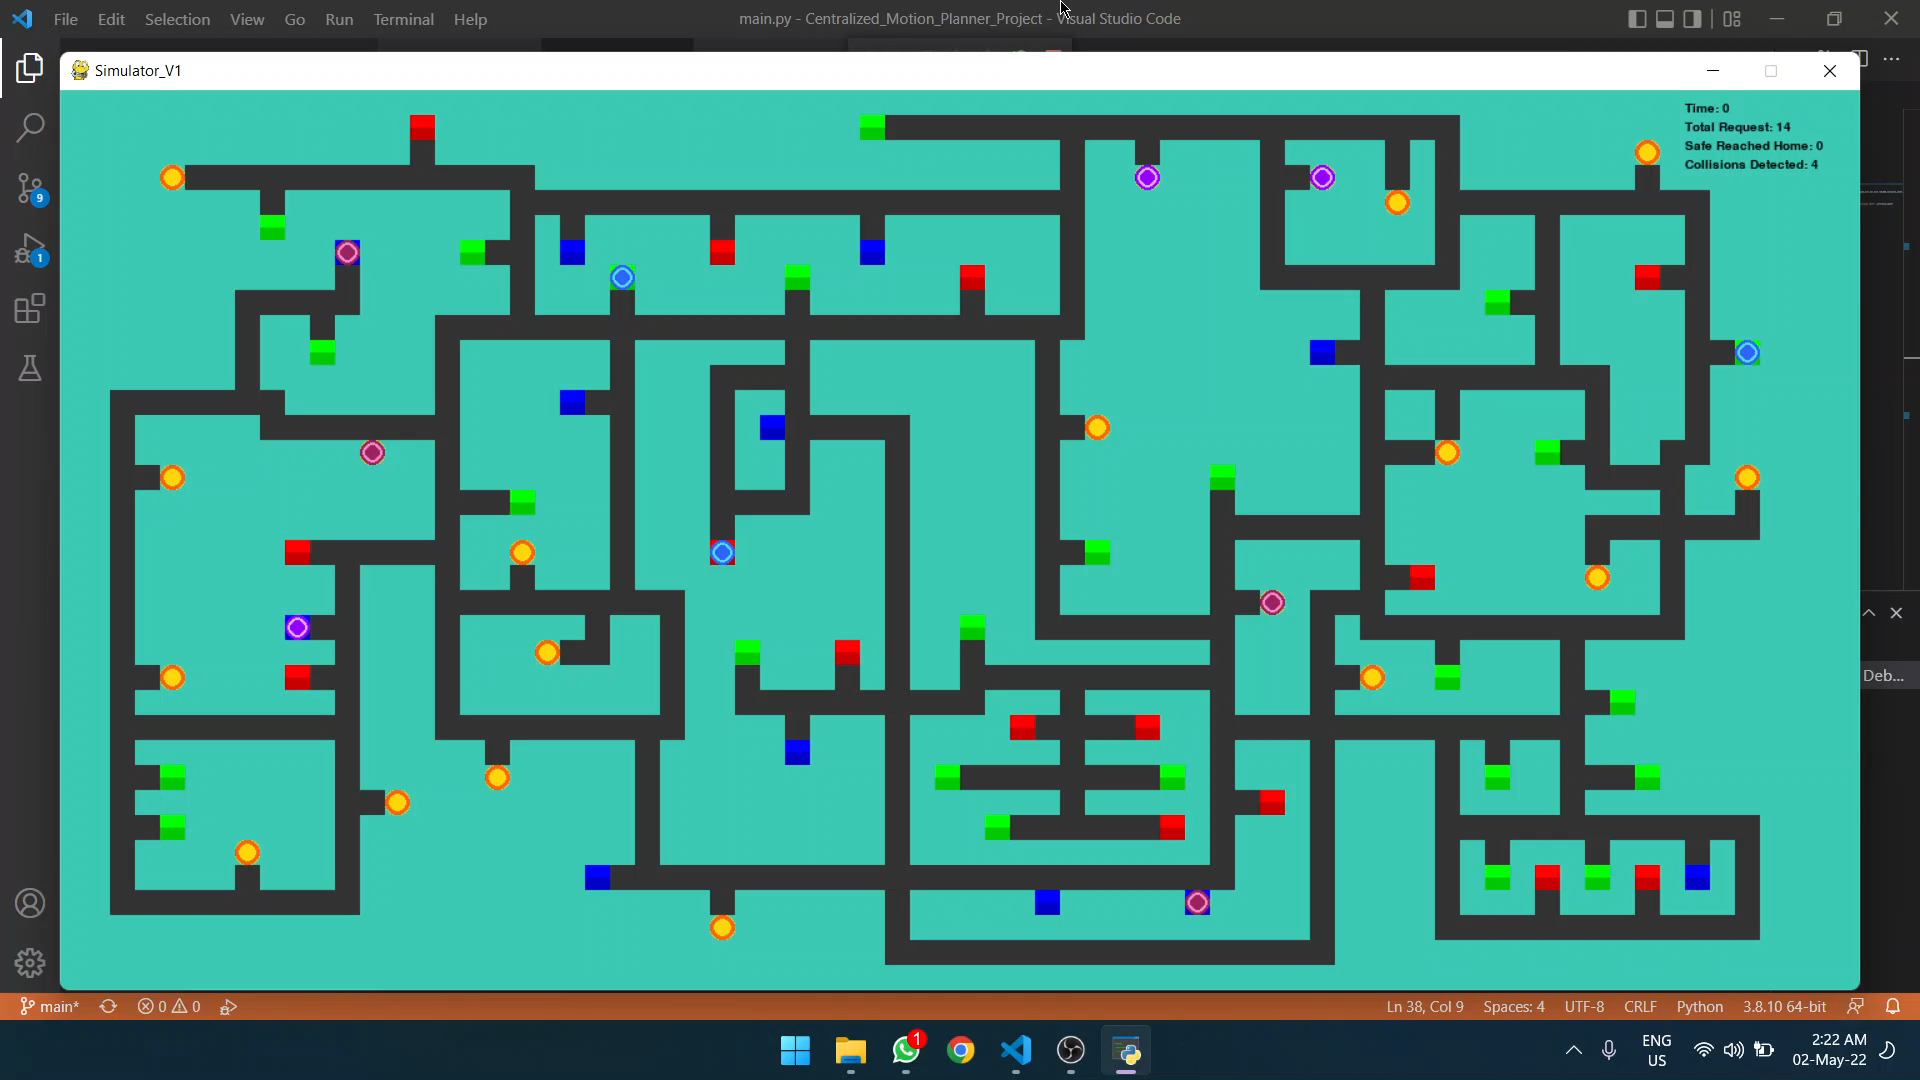 File Edit Selection View Go Run Terminal Help
main.py - Centralized_Motion_Planner_Project - Visual Studio Code
Simulator_V1
Time: 0
Total Request: 14
Safe Reached Home: 0
Collisions Detected: 4
9
1
Deb...
main* 0 0
Ln 38, Col 9 Spaces: 4 UTF-8 CRLF Python 3.8.10 64-bit
1
ENG
US
2:22 AM
02-May-22